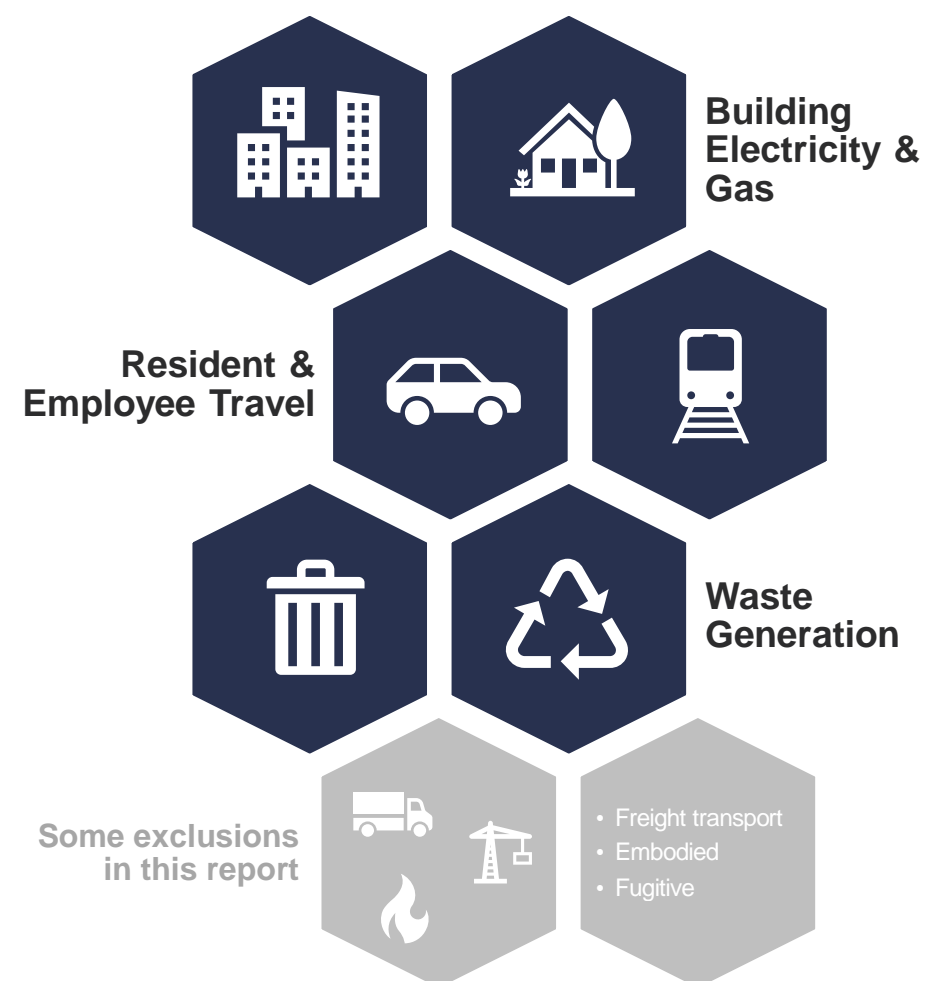 Building
Electricity &
Gas
Resident &
Employee Travel
Waste
Generation
Some exclusions
in this report
• Freight transport
• Embodied
• Fugitive